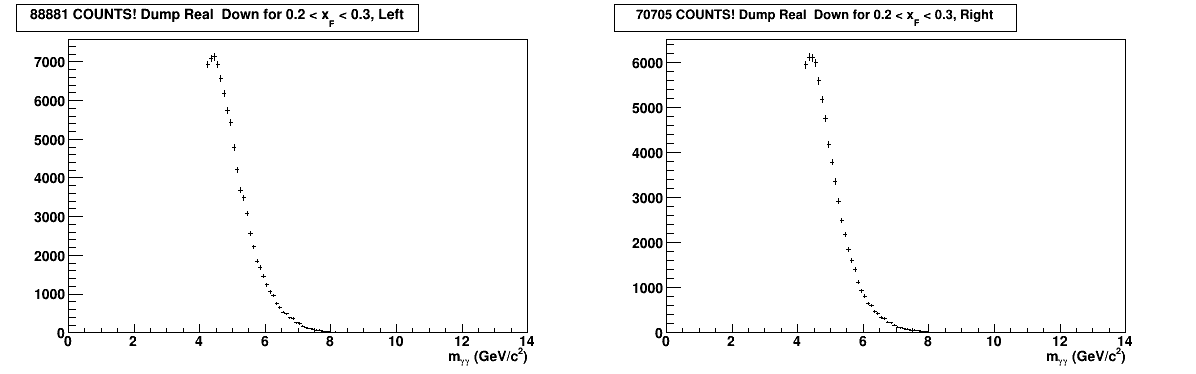 88881 COUNTS! Dump Real Down for 0.2 < x_F < 0.3, Left
7000
6000
5000
4000
3000
2000
1000
0
0 2 4 6 8 10 12 14
m_γγ (GeV/c²)
70705 COUNTS! Dump Real Down for 0.2 < x_F < 0.3, Right
6000
5000
4000
3000
2000
1000
0
0 2 4 6 8 10 12 14
m_γγ (GeV/c²)